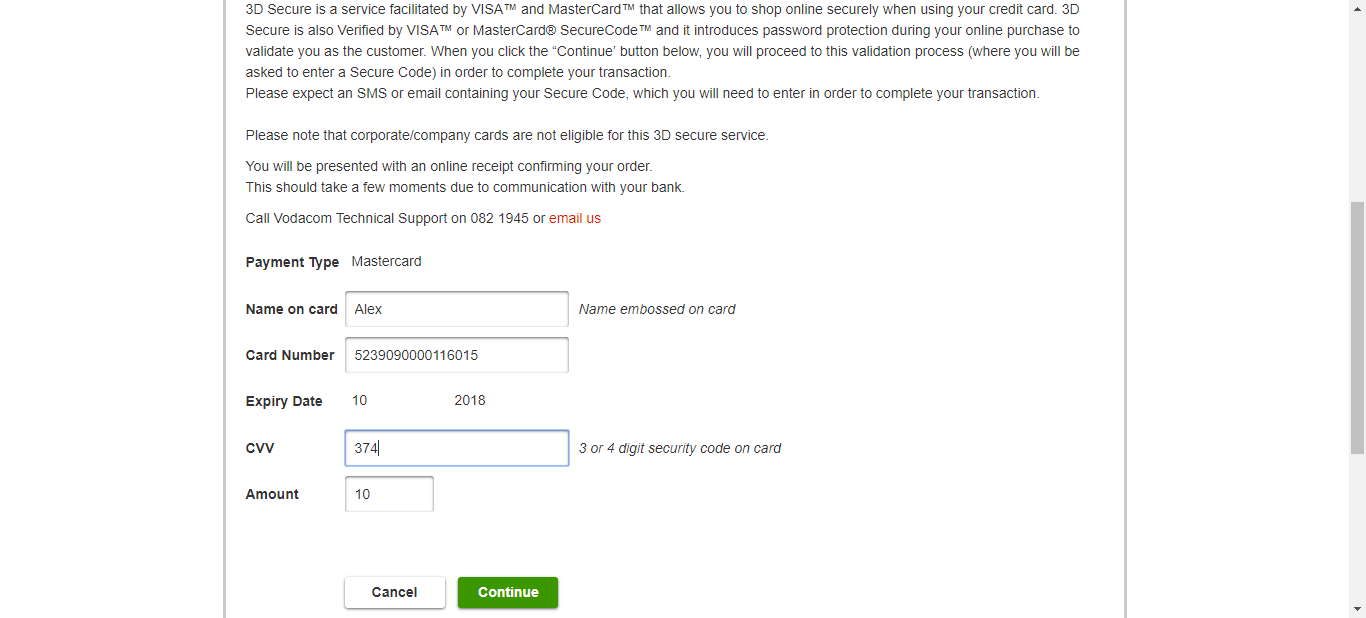 3D Secure is a service facilitated by VISA™ and MasterCard™ that allows you to shop online securely when using your credit card. 3D
Secure is also Verified by VISA™ or MasterCard® SecureCode™ and it introduces password protection during your online purchase to
validate you as the customer. When you click the “Continue’ button below, you will proceed to this validation process (where you will be
asked to enter a Secure Code) in order to complete your transaction.
Please expect an SMS or email containing your Secure Code, which you will need to enter in order to complete your transaction.
Please note that corporate/company cards are not eligible for this 3D secure service.
You will be presented with an online receipt confirming your order.
This should take a few moments due to communication with your bank.
Call Vodacom Technical Support on 082 1945 or email us
Payment Type Mastercard
Name on card Alex Name embossed on card
Card Number 5239090000116015
Expiry Date 10 2018
CVV 374 3 or 4 digit security code on card
Amount 10
Cancel Continue